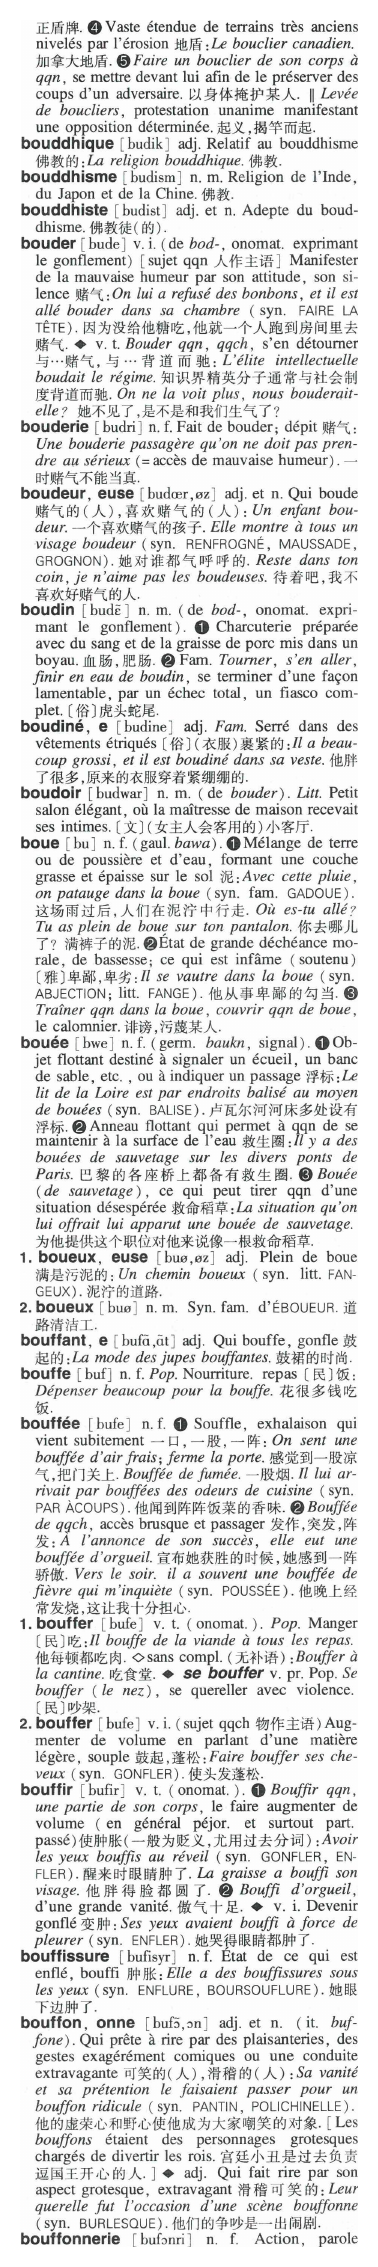 正盾牌. ❹ Vaste étendue de terrains très anciens
nivelés par l'érosion 地盾:Le bouclier canadien.
加拿大地盾. ❺ Faire un bouclier de son corps à
qqn, se mettre devant lui afin de le préserver des
coups d'un adversaire. 以身体掩护某人. ‖ Levée
de boucliers, protestation unanime manifestant
une opposition déterminée. 起义,揭竿而起.
bouddhique [budik] adj. Relatif au bouddhisme
佛教的:La religion bouddhique. 佛教.
bouddhisme [budism] n. m. Religion de l'Inde,
du Japon et de la Chine. 佛教.
bouddhiste [budist] adj. et n. Adepte du boud-
dhisme. 佛教徒(的).
bouder [bude] v. i. (de bod-, onomat. exprimant
le gonflement) [sujet qqn 人作主语] Manifester
de la mauvaise humeur par son attitude, son si-
lence 赌气:On lui a refusé des bonbons, et il est
allé bouder dans sa chambre (syn. FAIRE LA
TÊTE). 因为没给他糖吃,他就一个人跑到房间里去
赌气. ◆ v. t. Bouder qqn, qqch, s'en détourner
与…赌气, 与…背道而驰: L'élite intellectuelle
boudait le régime. 知识界精英分子通常与社会制
度背道而驰. On ne la voit plus, nous bouderait-
elle? 她不见了,是不是和我们生气了?
bouderie [budri] n. f. Fait de bouder; dépit 赌气:
Une bouderie passagère qu'on ne doit pas pren-
dre au sérieux (=accès de mauvaise humeur). 一
时赌气不能当真.
boudeur, euse [budœr,øz] adj. et n. Qui boude
赌气的(人),喜欢赌气的(人): Un enfant bou-
deur. 一个喜欢赌气的孩子. Elle montre à tous un
visage boudeur (syn. RENFROGNÉ, MAUSSADE,
GROGNON). 她对谁都气呼呼的. Reste dans ton
coin, je n'aime pas les boudeuses. 待着吧,我不
喜欢好赌气的人.
boudin [budɛ̃] n. m. (de bod-, onomat. expri-
mant le gonflement). ❶ Charcuterie préparée
avec du sang et de la graisse de porc mis dans un
boyau. 血肠,肥肠. ❷ Fam. Tourner, s'en aller,
finir en eau de boudin, se terminer d'une façon
lamentable, par un échec total, un fiasco com-
plet. [俗]虎头蛇尾.
boudiné, e [budine] adj. Fam. Serré dans des
vêtements étriqués [俗](衣服)裹紧的:Il a beau-
coup grossi, et il est boudiné dans sa veste. 他胖
了很多,原来的衣服穿着紧绷绷的.
boudoir [budwar] n. m. (de bouder). Litt. Petit
salon élégant, où la maîtresse de maison recevait
ses intimes. [文](女主人会客用的)小客厅.
boue [bu] n. f. (gaul. bawa). ❶ Mélange de terre
ou de poussière et d'eau, formant une couche
grasse et épaisse sur le sol 泥:Avec cette pluie,
on patauge dans la boue (syn. fam. GADOUE).
这场雨过后,人们在泥泞中行走. Où es-tu allé?
Tu as plein de boue sur ton pantalon. 你去哪儿
了? 满裤子的泥. ❷ État de grande déchéance mo-
rale, de bassesse; ce qui est infâme (soutenu)
[雅]卑鄙,卑劣:Il se vautre dans la boue (syn.
ABJECTION; litt. FANGE). 他从事卑鄙的勾当. ❸
Traîner qqn dans la boue, couvrir qqn de boue,
le calomnier. 诽谤,污蔑某人.
bouée [bwe] n. f. (germ. baukn, signal). ❶ Ob-
jet flottant destiné à signaler un écueil, un banc
de sable, etc., ou à indiquer un passage 浮标:Le
lit de la Loire est par endroits balisé au moyen
de bouées (syn. BALISE). 卢瓦尔河河床多处设有
浮标. ❷ Anneau flottant qui permet à qqn de se
maintenir à la surface de l'eau 救生圈:Il y a des
bouées de sauvetage sur les divers ponts de
Paris. 巴黎的各座桥上都备有救生圈. ❸ Bouée
(de sauvetage), ce qui peut tirer qqn d'une
situation désespérée 救命稻草:La situation qu'on
lui offrait lui apparut une bouée de sauvetage.
为他提供这个职位对他来说像一根救命稻草.
1. boueux, euse [buø,øz] adj. Plein de boue
满是污泥的: Un chemin boueux (syn. litt. FAN-
GEUX). 泥泞的道路.
2. boueux [buø] n. m. Syn. fam. d'ÉBOUEUR. 道
路清洁工.
bouffant, e [bufɑ̃,ɑ̃t] adj. Qui bouffe, gonfle 鼓
起的:La mode des jupes bouffantes. 鼓裙的时尚.
bouffe [buf] n. f. Pop. Nourriture. repas [民]饭:
Dépenser beaucoup pour la bouffe. 花很多钱吃
饭.
bouffée [bufe] n. f. ❶ Souffle, exhalaison qui
vient subitement 一口,一股,一阵: On sent une
bouffée d'air frais; ferme la porte. 感觉到一股凉
气,把门关上. Bouffée de fumée. 一股烟. Il lui ar-
rivait par bouffées des odeurs de cuisine (syn.
PAR ÀCOUPS). 他闻到阵阵饭菜的香味. ❷ Bouffée
de qqch, accès brusque et passager 发作,突发,阵
发: A l'annonce de son succès, elle eut une
bouffée d'orgueil. 宣布她获胜的时候,她感到一阵
骄傲. Vers le soir. il a souvent une bouffée de
fièvre qui m'inquiète (syn. POUSSÉE). 他晚上经
常发烧,这让我十分担心.
1. bouffer [bufe] v. t. (onomat.). Pop. Manger
[民]吃:Il bouffe de la viande à tous les repas.
他每顿都吃肉. ◇ sans compl. (无补语):Bouffer à
la cantine. 吃食堂. ◆ se bouffer v. pr. Pop. Se
bouffer (le nez), se quereller avec violence.
[民]吵架.
2. bouffer [bufe] v. i. (sujet qqch 物作主语) Aug-
menter de volume en parlant d'une matière
légère, souple 鼓起,蓬松:Faire bouffer ses che-
veux (syn. GONFLER). 使头发蓬松.
bouffir [bufir] v. t. (onomat.). ❶ Bouffir qqn,
une partie de son corps, le faire augmenter de
volume (en général péjor. et surtout part.
passé)使肿胀(一般为贬义,尤用过去分词):Avoir
les yeux bouffis au réveil (syn. GONFLER, EN-
FLER). 醒来时眼睛肿了. La graisse a bouffi son
visage. 他胖得脸都圆了. ❷ Bouffi d'orgueil,
d'une grande vanité. 傲气十足. ◆ v. i. Devenir
gonflé 变肿: Ses yeux avaient bouffi à force de
pleurer (syn. ENFLER). 她哭得眼睛都肿了.
bouffissure [bufisyr] n. f. État de ce qui est
enflé, bouffi 肿胀:Elle a des bouffissures sous
les yeux (syn. ENFLURE, BOURSOUFLURE). 她眼
下边肿了.
bouffon, onne [bufɔ̃,ɔn] adj. et n. (it. buf-
fone). Qui prête à rire par des plaisanteries, des
gestes exagérément comiques ou une conduite
extravagante 可笑的(人),滑稽的(人):Sa vanité
et sa prétention le faisaient passer pour un
bouffon ridicule (syn. PANTIN, POLICHINELLE).
他的虚荣心和野心使他成为大家嘲笑的对象. [Les
bouffons étaient des personnages grotesques
chargés de divertir les rois. 宫廷小丑是过去负责
逗国王开心的人.] ◆ adj. Qui fait rire par son
aspect grotesque, extravagant 滑稽可笑的: Leur
querelle fut l'occasion d'une scène bouffonne
(syn. BURLESQUE). 他们的争吵是一出闹剧.
bouffonnerie [bufɔnri] n. f. Action, parole